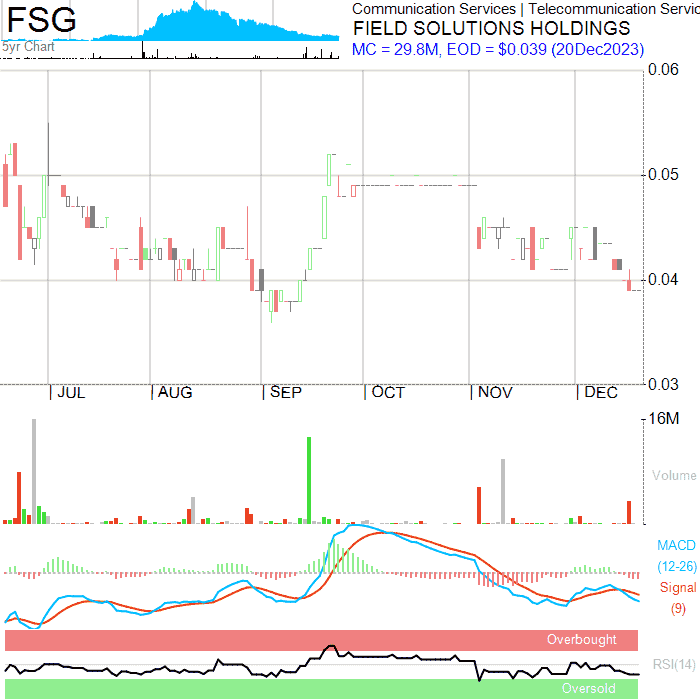 FSG
Communication Services | Telecommunication Servic
FIELD SOLUTIONS HOLDINGS
5yr Chart
MC = 29.8M, EOD = $0.039 (20Dec2023)
0.06
0.05
0.04
0.03
JUL
AUG
SEP
OCT
NOV
DEC
16M
Volume
MACD
(12-26)
Signal
(9)
Overbought
RSI(14)
Oversold